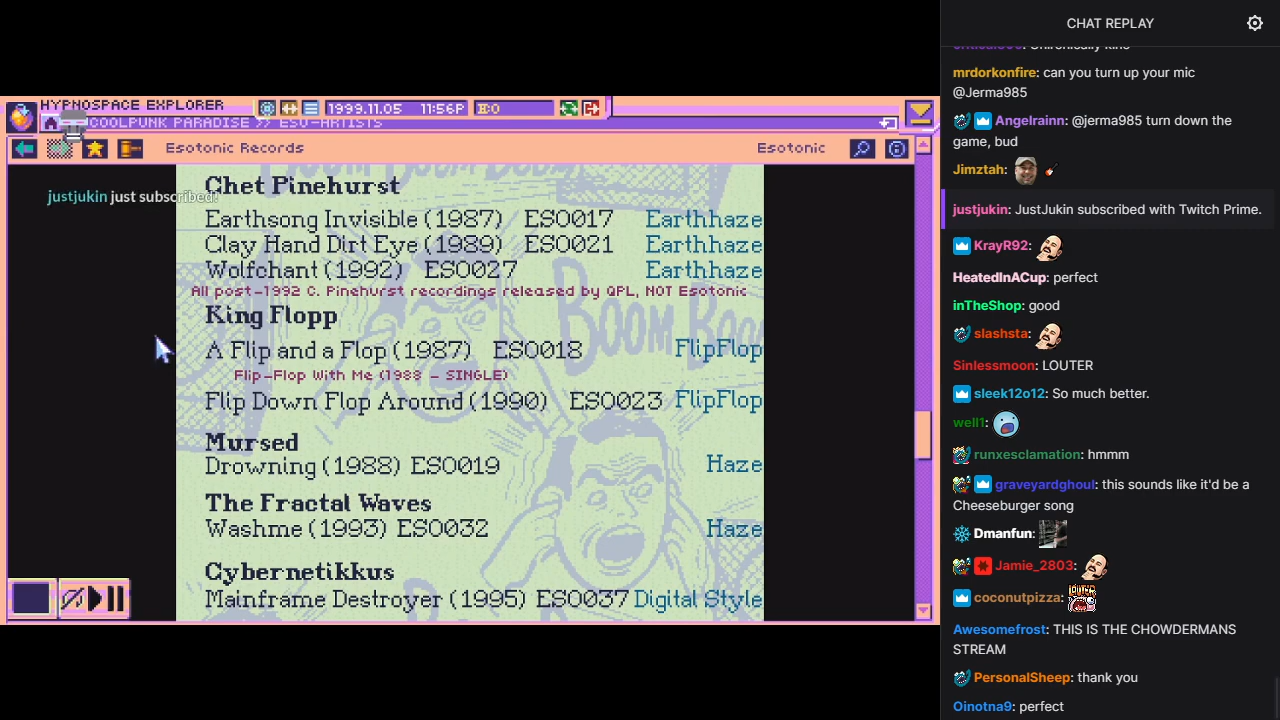 HYPNOSPACE EXPLORER
1999.11.05 11:56P
0
COOLPUNK PARADISE >> ESO-ARTISTS
Esotonic Records
Esotonic
justjukin just subscribed!
Chet Pinehurst
Earthsong Invisible (1987) ESO017 Earthhaze
Clay Hand Dirt Eye (1989) ESO021 Earthhaze
Wolfchant (1992) ESO027 Earthhaze
All post-1992 C. Pinehurst recordings released by QPL, NOT Esotonic
King Flopp
A Flip and a Flop (1987) ESO018 FlipFlop
Flip-Flop With Me (1988 - SINGLE)
Flip Down Flop Around (1990) ESO023 FlipFlop
Mursed
Drowning (1988) ESO019 Haze
The Fractal Waves
Washme (1993) ESO032 Haze
Cybernetikkus
Mainframe Destroyer (1995) ESO037 Digital Style
BOOM BOOM
CHAT REPLAY
mrdorkonfire: can you turn up your mic
@Jerma985
Angelrainn: @jerma985 turn down the
game, bud
Jimztah:
justjukin: JustJukin subscribed with Twitch Prime.
KrayR92:
HeatedInACup: perfect
inTheShop: good
slashsta:
Sinlessmoon: LOUTER
sleek12o12: So much better.
well1:
runxesclamation: hmmm
graveyardghoul: this sounds like it'd be a
Cheeseburger song
Dmanfun:
Jamie_2803:
coconutpizza:
Awesomefrost: THIS IS THE CHOWDERMANS
STREAM
PersonalSheep: thank you
Oinotna9: perfect